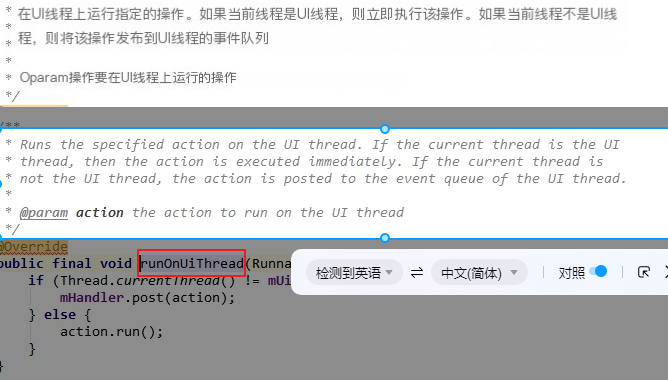 * 在UI线程上运行指定的操作。如果当前线程是UI线程，则立即执行该操作。如果当前线程不是UI线
* 程，则将该操作发布到UI线程的事件队列
*
*
* Oparam操作要在UI线程上运行的操作
*/
/**
* Runs the specified action on the UI thread. If the current thread is the UI
* thread, then the action is executed immediately. If the current thread is
* not the UI thread, the action is posted to the event queue of the UI thread.
*
* @param action the action to run on the UI thread
*/
@Override
public final void runOnUiThread(Runna
if (Thread.currentThread() != mUi
mHandler.post(action);
} else {
action.run();
}
}
检测到英语 ⇌ 中文(简体) 对照